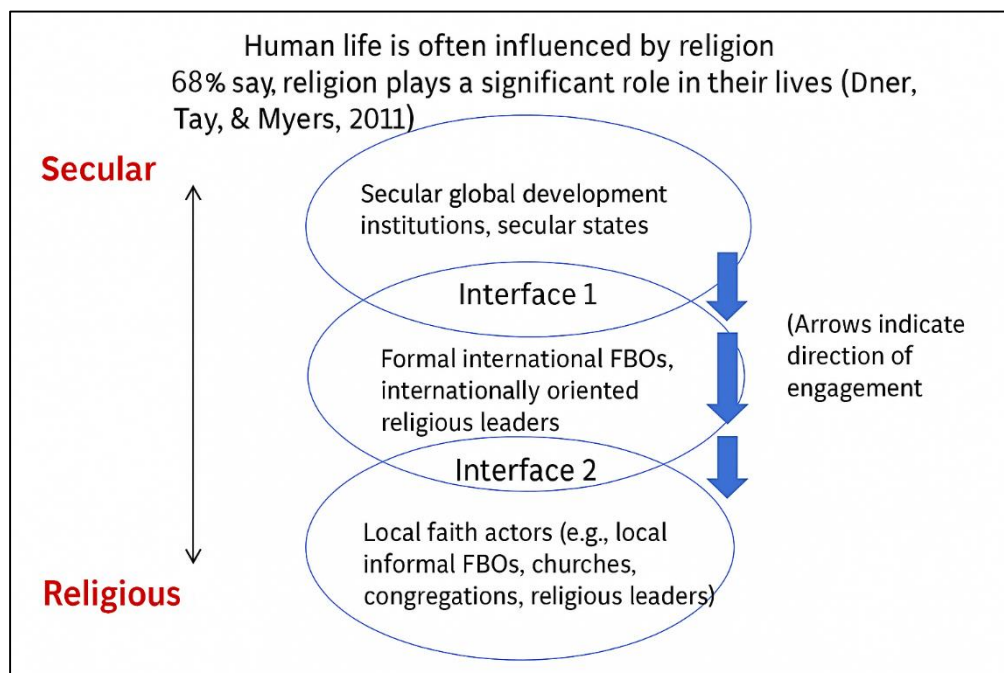 Human life is often influenced by religion
68% say, religion plays a significant role in their lives (Dner,
Tay, & Myers, 2011)
Secular
Secular global development
institutions, secular states
Interface 1
(Arrows indicate
direction of
engagement
Formal international FBOs,
internationally oriented
religious leaders
Interface 2
Local faith actors (e.g., local
informal FBOs, churches,
congregations, religious leaders)
Religious